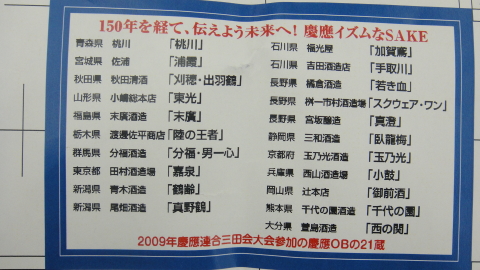 150年を経て、伝えよう未来へ! 慶應イズムなSAKE
青森県 桃川 「桃川」
宮城県 佐浦 「浦霞」
秋田県 秋田清酒 「刈穂・出羽鶴」
山形県 小嶋総本店 「東光」
福島県 末廣酒造 「末廣」
栃木県 渡邊佐平商店 「陸の王者」
群馬県 分福酒造 「分福・男一心」
東京都 田村酒造場 「嘉泉」
新潟県 青木酒造 「鶴齢」
新潟県 尾畑酒造 「真野鶴」
石川県 福光屋 「加賀鳶」
石川県 吉田酒造店 「手取川」
長野県 橘倉酒造 「若き血」
長野県 桝一市村酒造場 「スクウェア・ワン」
長野県 宮坂醸造 「真澄」
静岡県 三和酒造 「臥龍梅」
京都府 玉乃光酒造 「玉乃光」
兵庫県 西山酒造場 「小鼓」
岡山県 辻本店 「御前酒」
熊本県 千代の園酒造 「千代の園」
大分県 萱島酒造 「西の関」
2009年慶應連合三田会大会参加の慶應OBの21蔵